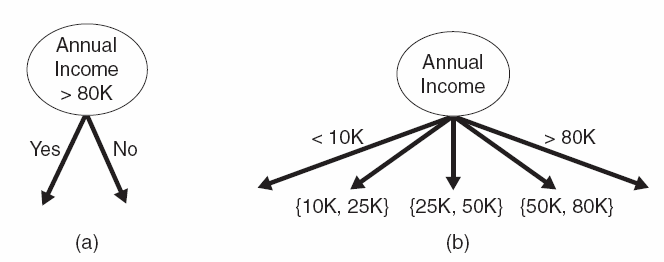 Annual
Income
> 80K
Yes
No
(a)
Annual
Income
< 10K
> 80K
{10K, 25K}
{25K, 50K}
{50K, 80K}
(b)